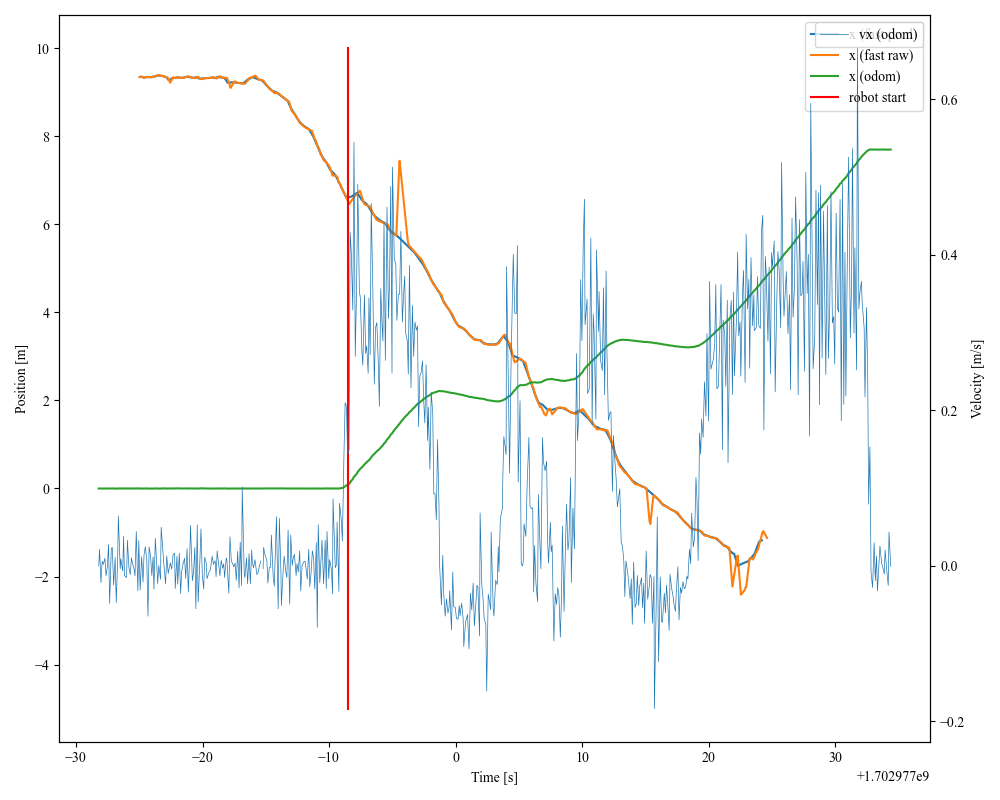 10
8
6
4
2
0
−2
−4
Position [m]
vx (odom)
x (fast raw)
x (odom)
robot start
0.6
0.4
0.2
0.0
−0.2
Velocity [m/s]
−30
−20
−10
0
10
20
30
Time [s]
+1.702977e9